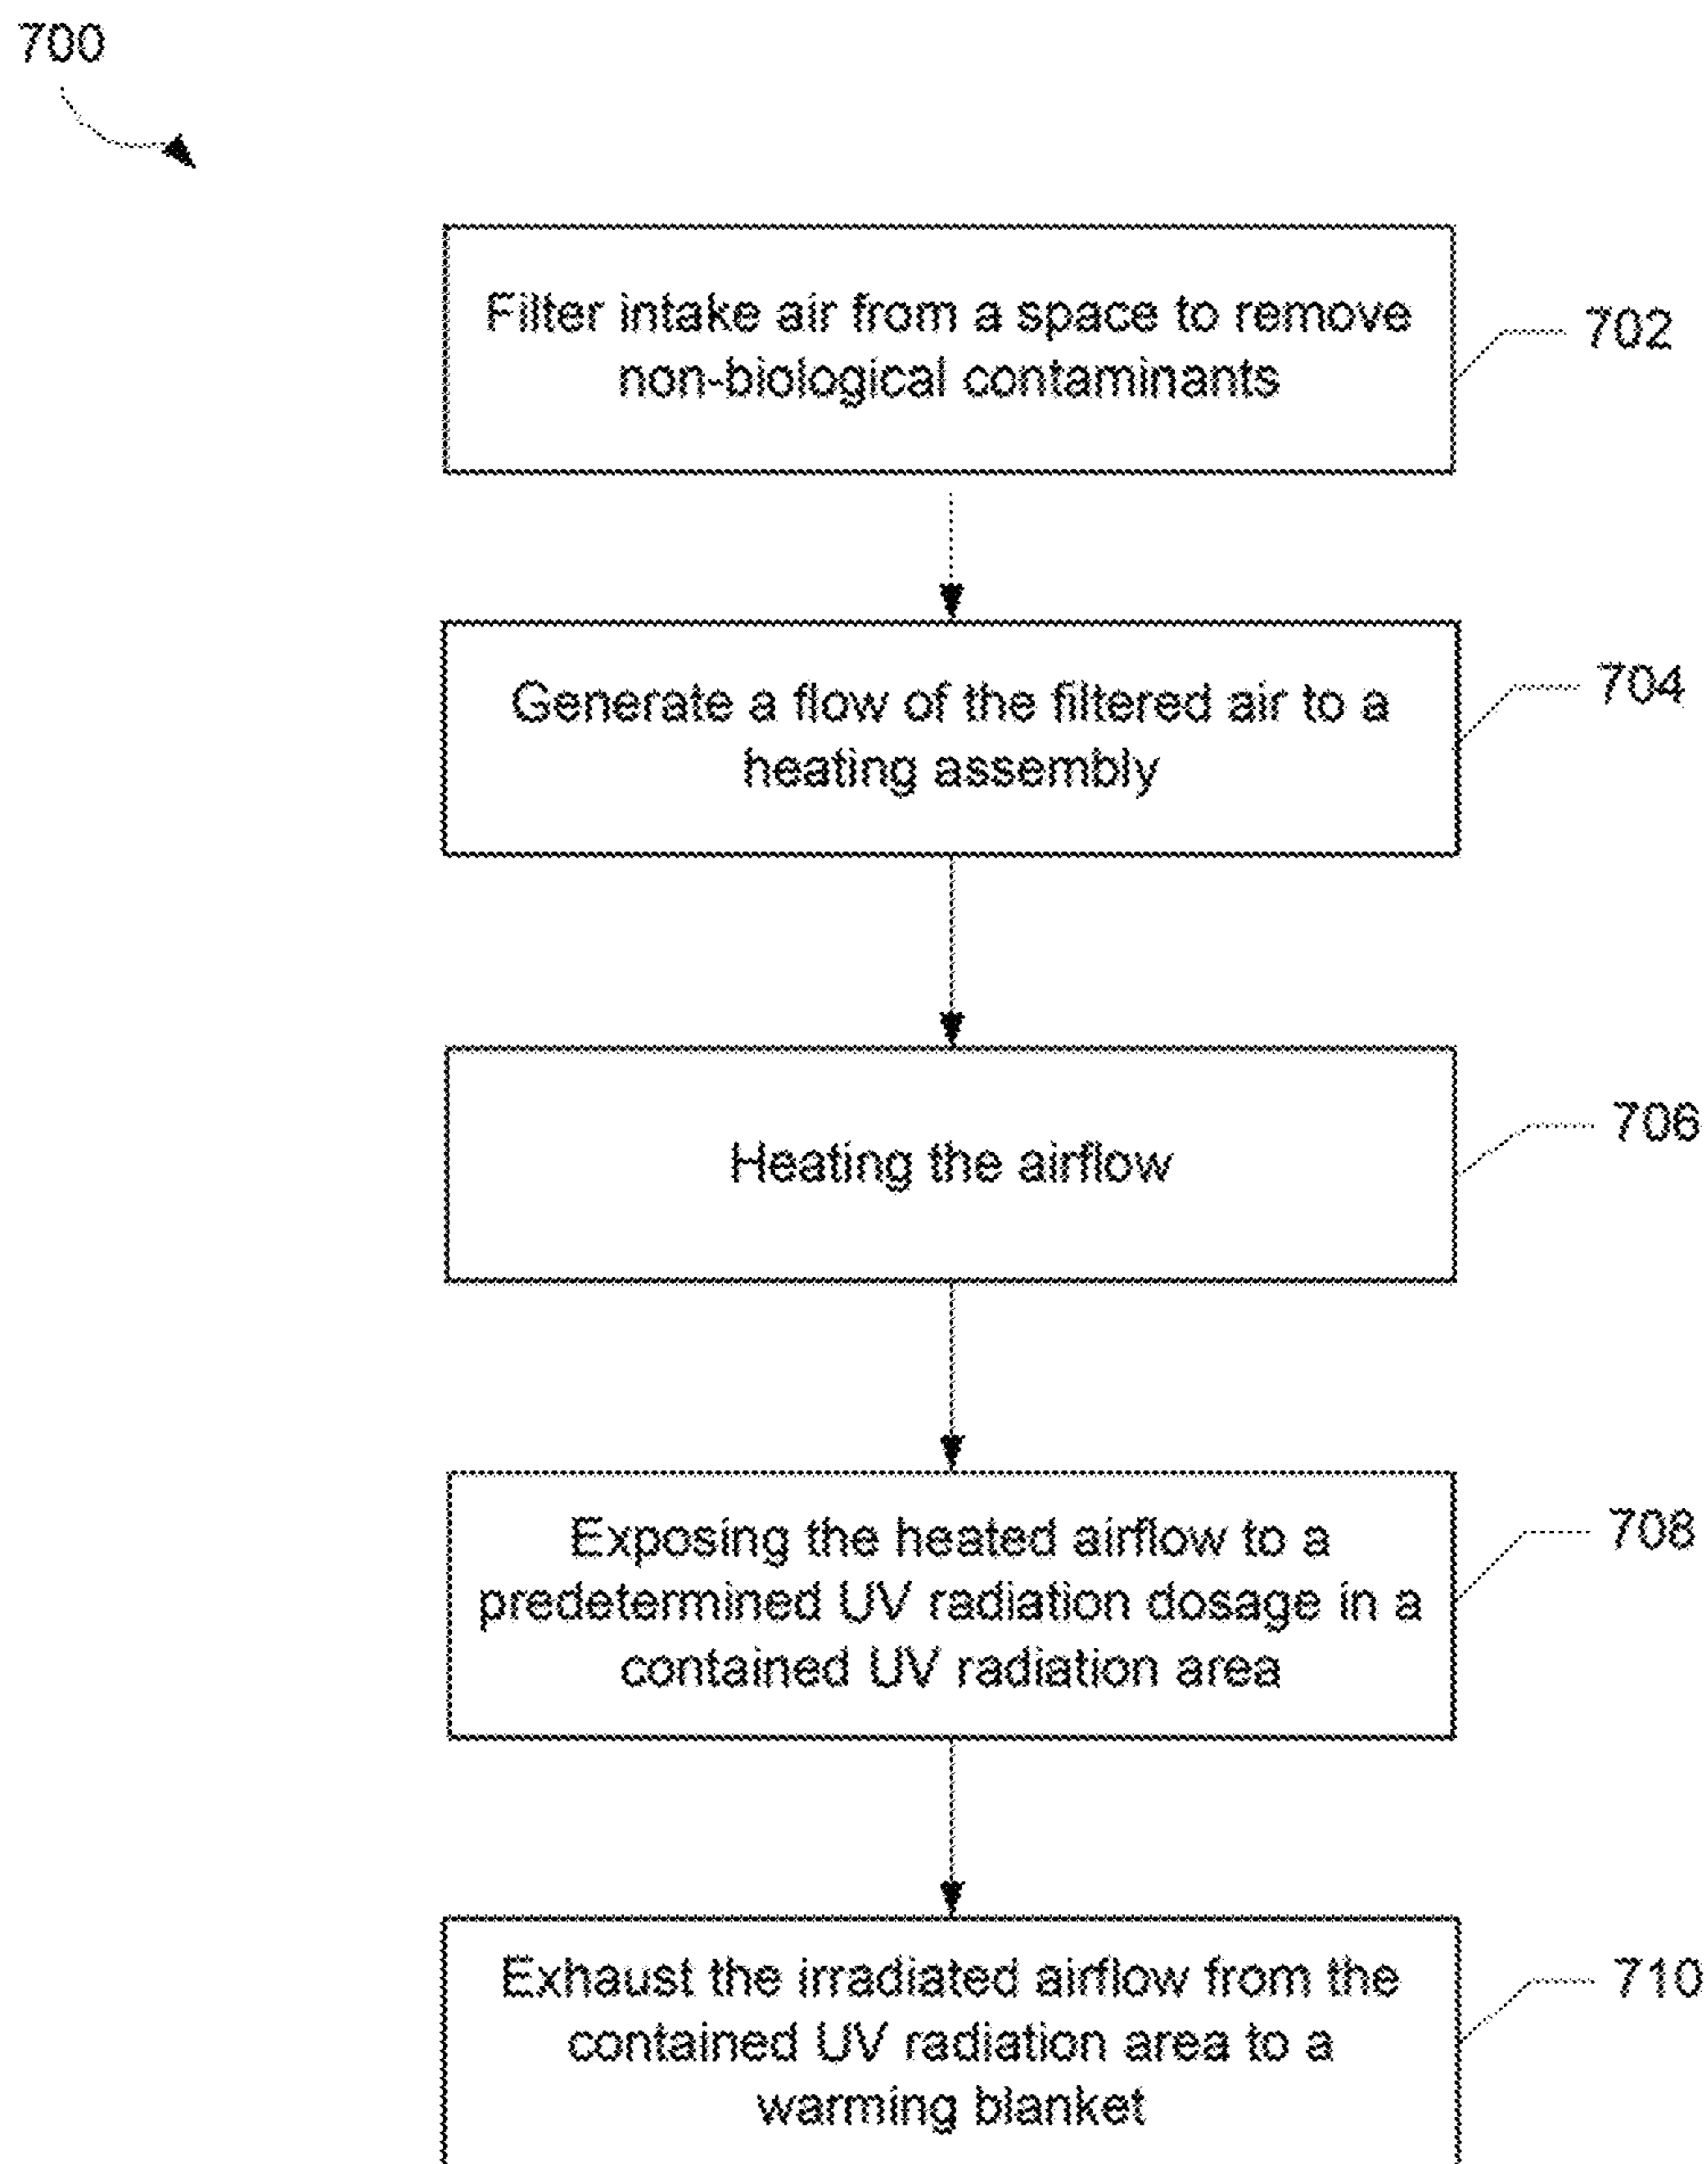 700
Filter intake air from a space to remove
non-biological contaminants
702
Generate a flow of the filtered air to a
heating assembly
704
Heating the airflow
706
Exposing the heated airflow to a
predetermined UV radiation dosage in a
contained UV radiation area
708
Exhaust the irradiated airflow from the
contained UV radiation area to a
warming blanket
710